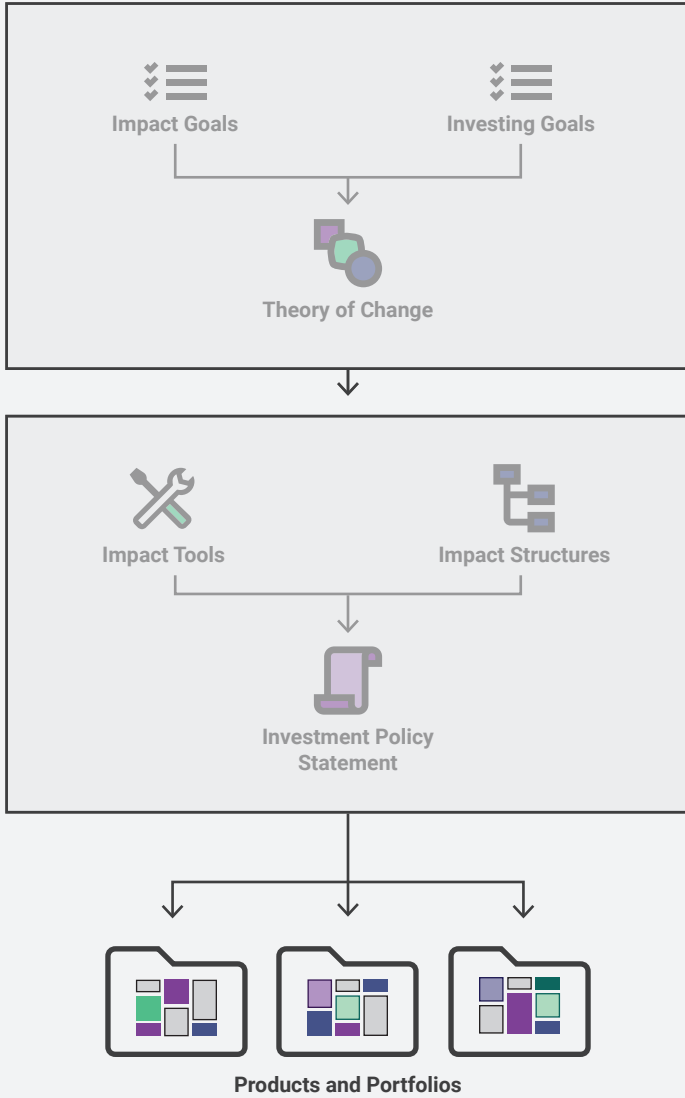 Impact Goals
Investing Goals
Theory of Change
Impact Tools
Impact Structures
Investment Policy
Statement
Products and Portfolios